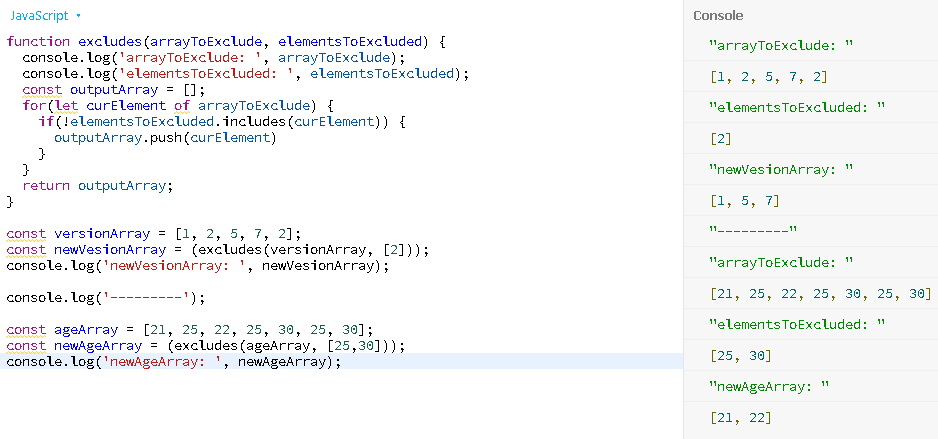 JavaScript
function excludes(arrayToExclude, elementsToExcluded) {
  console.log('arrayToExclude: ', arrayToExclude);
  console.log('elementsToExcluded: ', elementsToExcluded);
  const outputArray = [];
  for(let curElement of arrayToExclude) {
    if(!elementsToExcluded.includes(curElement)) {
      outputArray.push(curElement)
    }
  }
  return outputArray;
}

const versionArray = [1, 2, 5, 7, 2];
const newVesionArray = (excludes(versionArray, [2]));
console.log('newVesionArray: ', newVesionArray);

console.log('---------');

const ageArray = [21, 25, 22, 25, 30, 25, 30];
const newAgeArray = (excludes(ageArray, [25,30]));
console.log('newAgeArray: ', newAgeArray);
Console
"arrayToExclude: "
[1, 2, 5, 7, 2]
"elementsToExcluded: "
[2]
"newVesionArray: "
[1, 5, 7]
"---------"
"arrayToExclude: "
[21, 25, 22, 25, 30, 25, 30]
"elementsToExcluded: "
[25, 30]
"newAgeArray: "
[21, 22]